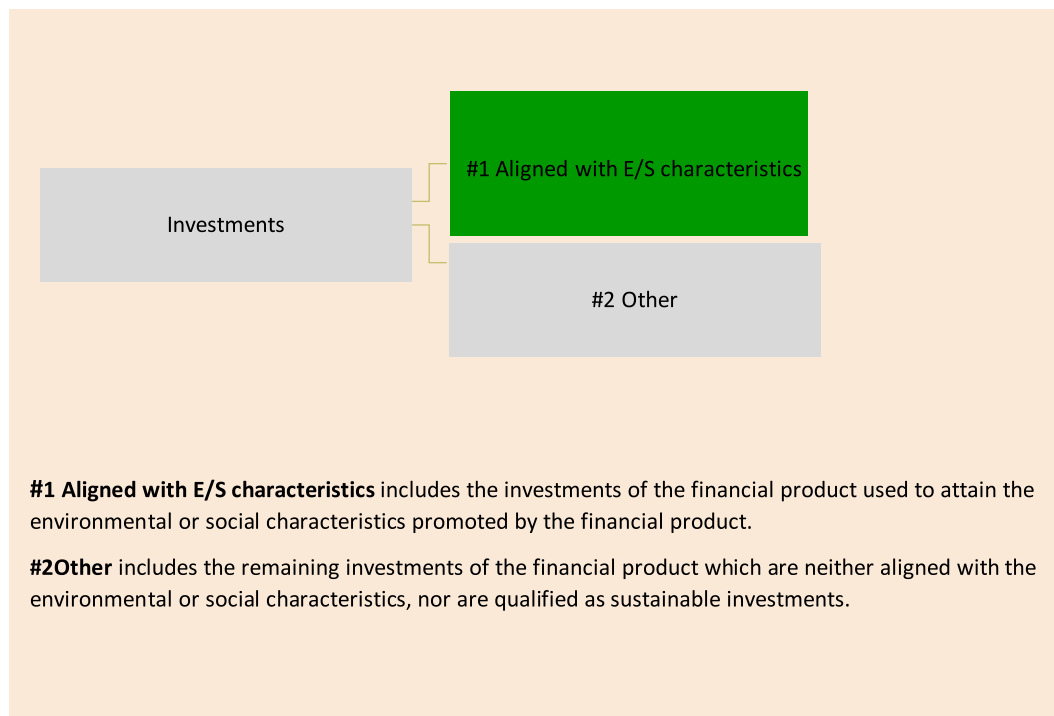 #1 Aligned with E/S characteristics
Investments
#2 Other
#1 Aligned with E/S characteristics includes the investments of the financial product used to attain the
environmental or social characteristics promoted by the financial product.
#2Other includes the remaining investments of the financial product which are neither aligned with the
environmental or social characteristics, nor are qualified as sustainable investments.